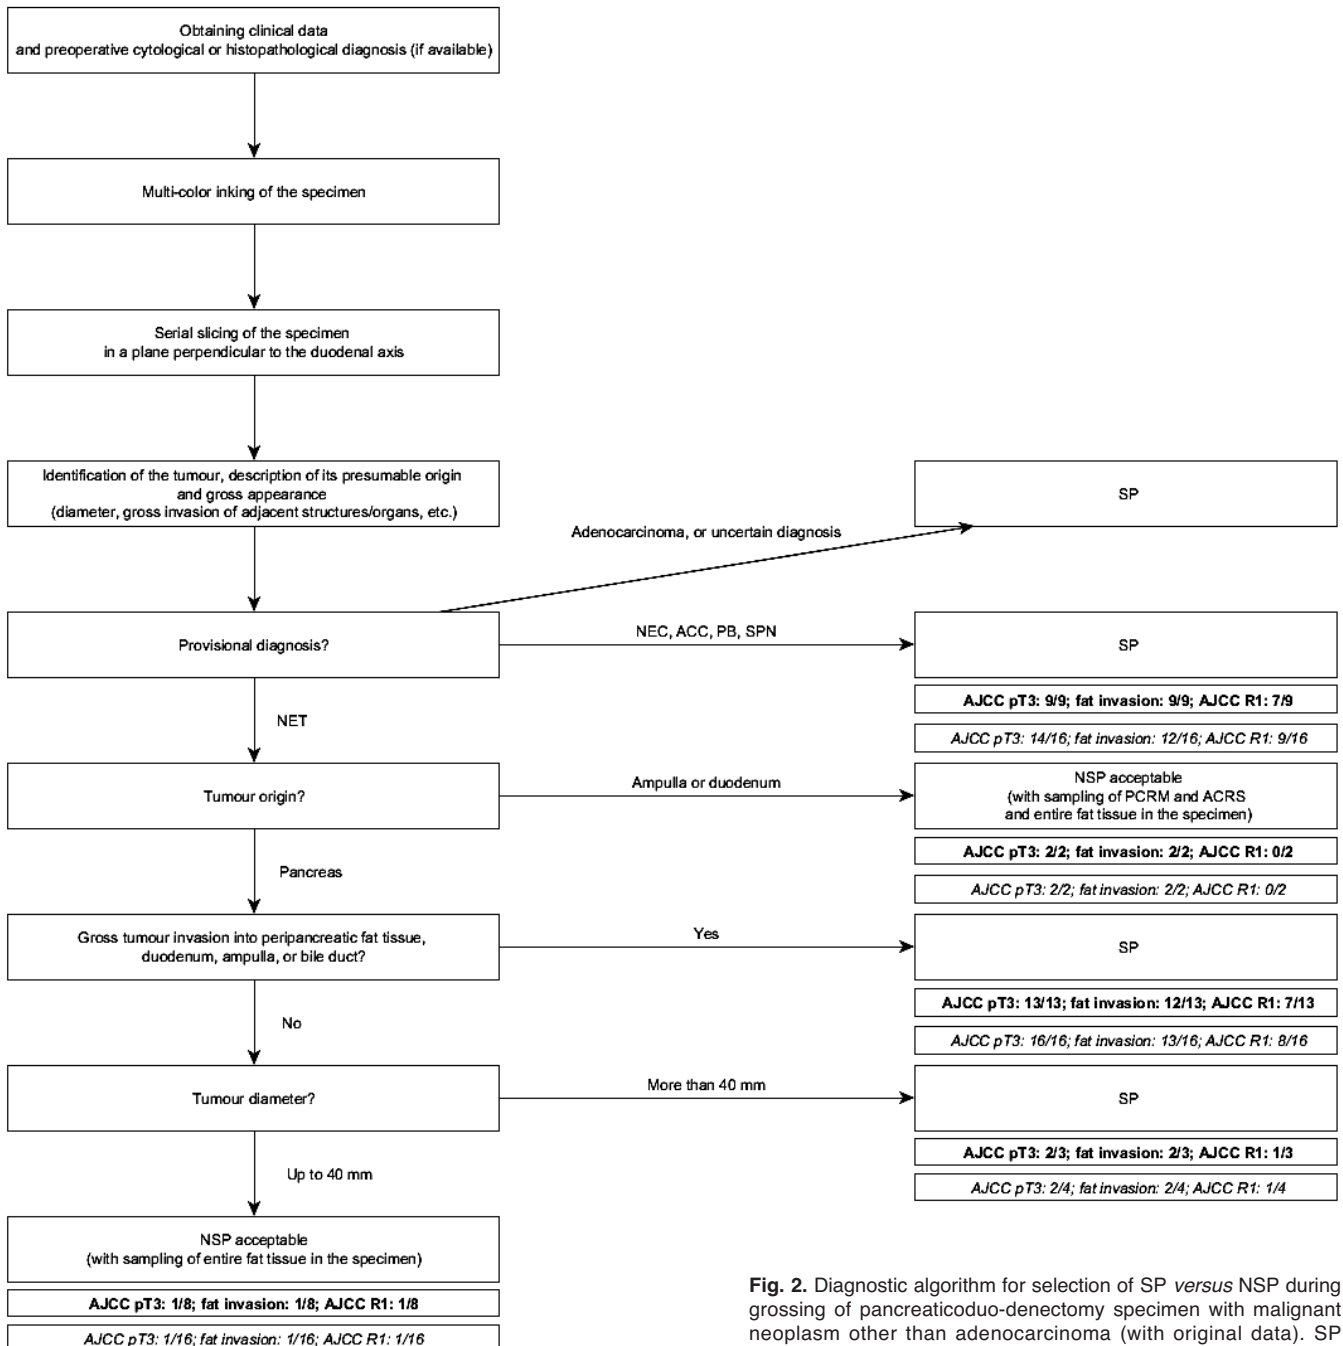 Obtaining clinical data
and preoperative cytological or histopathological diagnosis (if available)
Multi-color inking of the specimen
Serial slicing of the specimen
in a plane perpendicular to the duodenal axis
Identification of the tumour, description of its presumable origin
and gross appearance
(diameter, gross invasion of adjacent structures/organs, etc.)
SP
Adenocarcinoma, or uncertain diagnosis
Provisional diagnosis?
NEC, ACC, PB, SPN
SP
AJCC pT3: 9/9; fat invasion: 9/9; AJCC R1: 7/9
AJCC pT3: 14/16; fat invasion: 12/16; AJCC R1: 9/16
NET
Tumour origin?
Ampulla or duodenum
NSP acceptable
(with sampling of PCRM and ACRS
and entire fat tissue in the specimen)
AJCC pT3: 2/2; fat invasion: 2/2; AJCC R1: 0/2
AJCC pT3: 2/2; fat invasion: 2/2; AJCC R1: 0/2
Pancreas
Gross tumour invasion into peripancreatic fat tissue,
duodenum, ampulla, or bile duct?
Yes
SP
AJCC pT3: 13/13; fat invasion: 12/13; AJCC R1: 7/13
AJCC pT3: 16/16; fat invasion: 13/16; AJCC R1: 8/16
No
Tumour diameter?
More than 40 mm
SP
AJCC pT3: 2/3; fat invasion: 2/3; AJCC R1: 1/3
AJCC pT3: 2/4; fat invasion: 2/4; AJCC R1: 1/4
Up to 40 mm
NSP acceptable
(with sampling of entire fat tissue in the specimen)
AJCC pT3: 1/8; fat invasion: 1/8; AJCC R1: 1/8
AJCC pT3: 1/16; fat invasion: 1/16; AJCC R1: 1/16
Fig. 2. Diagnostic algorithm for selection of SP versus NSP during
grossing of pancreaticoduo-denectomy specimen with malignant
neoplasm other than adenocarcinoma (with original data). SP